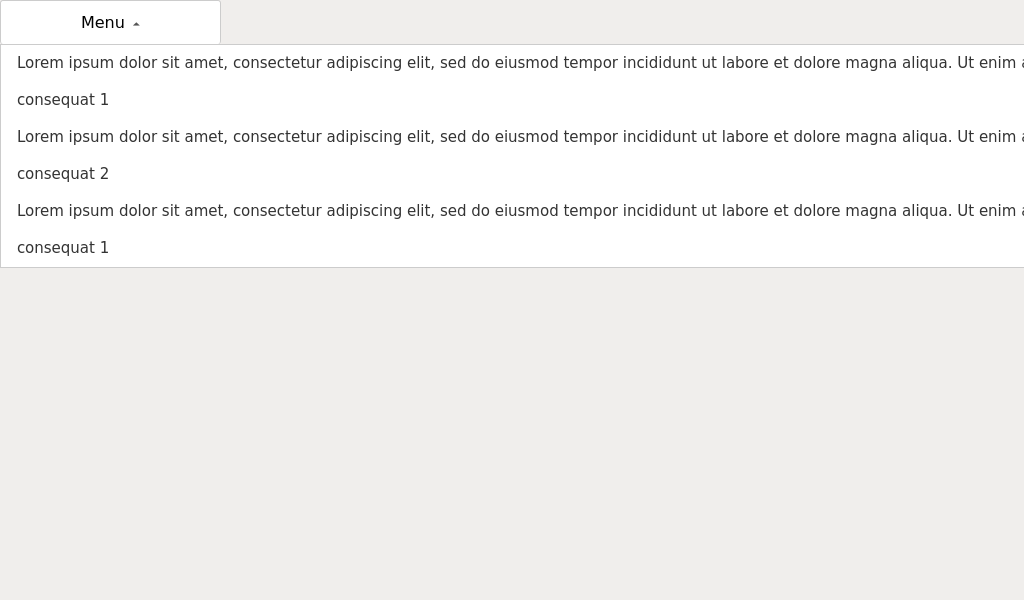 Menu
Lorem ipsum dolor sit amet, consectetur adipiscing elit, sed do eiusmod tempor incididunt ut labore et dolore magna aliqua. Ut enim
consequat 1
Lorem ipsum dolor sit amet, consectetur adipiscing elit, sed do eiusmod tempor incididunt ut labore et dolore magna aliqua. Ut enim
consequat 2
Lorem ipsum dolor sit amet, consectetur adipiscing elit, sed do eiusmod tempor incididunt ut labore et dolore magna aliqua. Ut enim
consequat 1